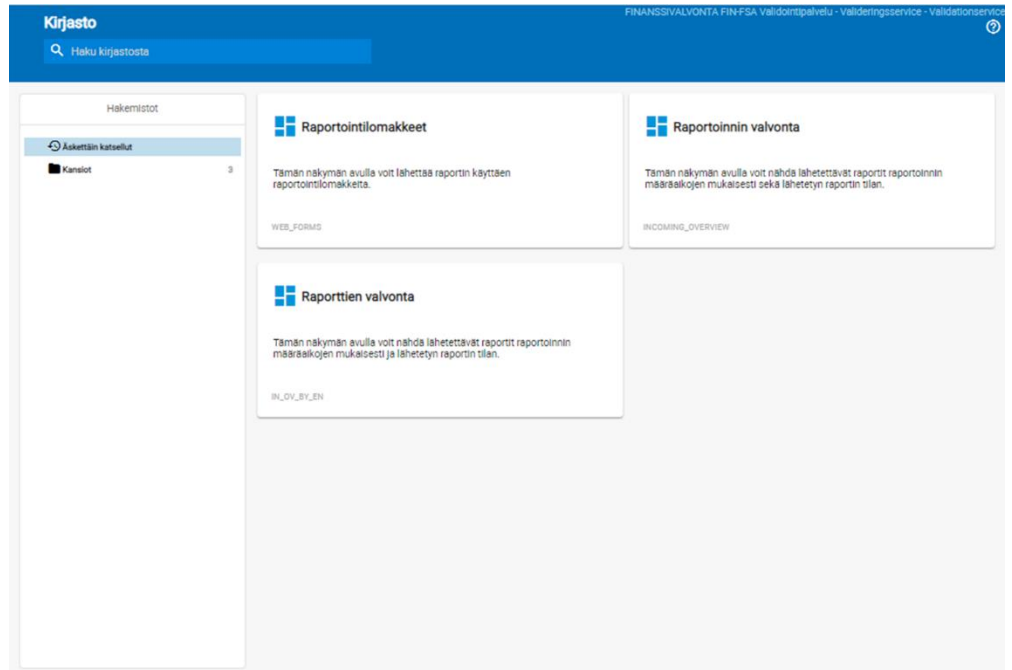 FINANSSIVALVONTA FIN-FSA Validointipalvelu - Valideringsservice - Validationservice
Kirjasto
Haku kirjastosta
Hakemistot
Äskettäin katsellut
Kansiot 3
Raportointilomakkeet
Tämän näkymän avulla voit lähettää raportin käyttäen
raportointilomakkeita.
WEB_FORMS
Raportoinnin valvonta
Tämän näkymän avulla voit nähdä lähetettävät raportit raportoinnin
määräaikojen mukaisesti sekä lähetetyn raportin tilan.
INCOMING_OVERVIEW
Raporttien valvonta
Tämän näkymän avulla voit nähdä lähetettävät raportit raportoinnin
määräaikojen mukaisesti ja lähetetyn raportin tilan.
IN_OV_BY_EN